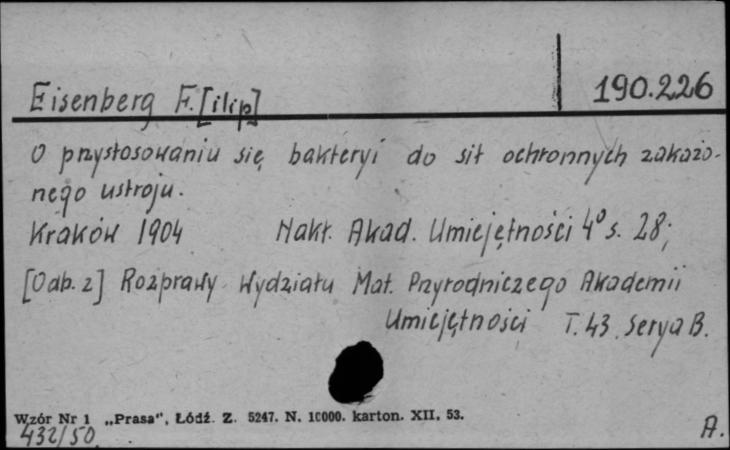 Eisenberg F.[ilip] 190.226
O przystosowaniu się bakteryi do sił ochronnych zakażo-
nego ustroju.
Kraków 1904 Nakł. Akad. Umiejętności 4° s. 28;
[Odb. z] Rozprawy Wydziału Mat. Przyrodniczego Akademii
Umiejętności T. 43. Serya B.
Wzór Nr 1 „Prasa", Łódź. Z. 5247. N. 10000. karton. XII. 53.
432/50 A.